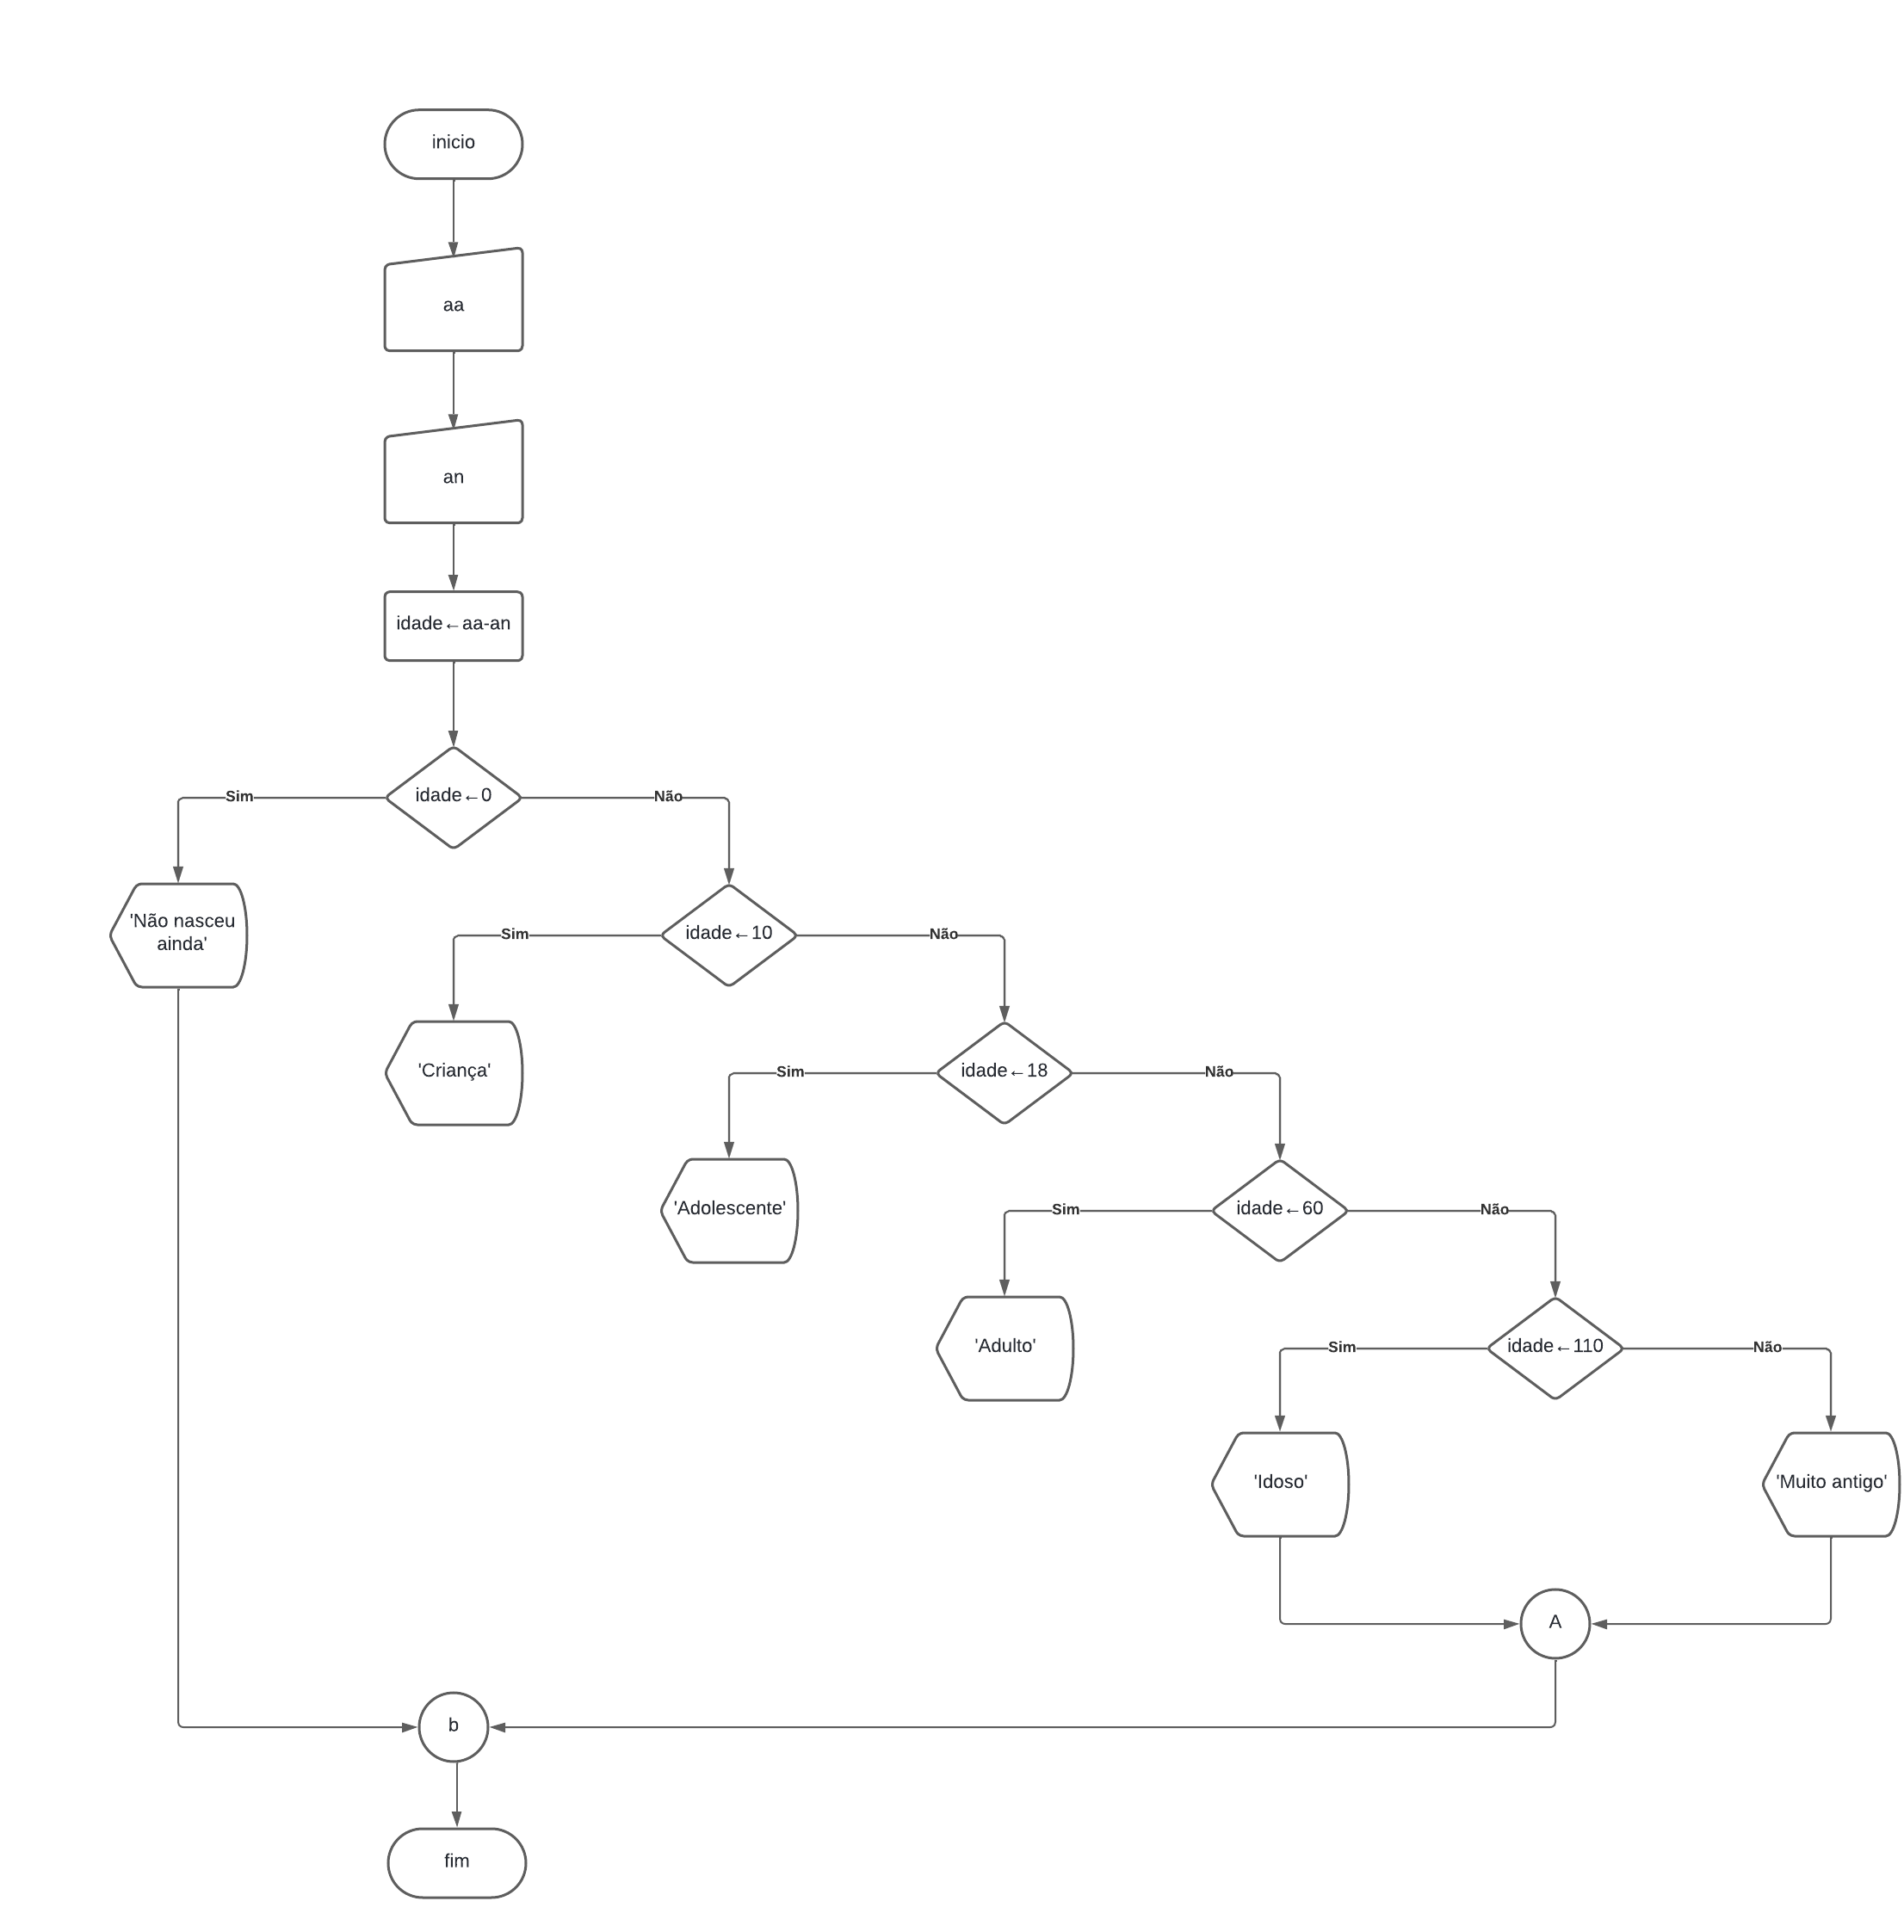 inicio
aa
an
idade←aa-an
idade←0
Sim
Não
'Não nasceu
ainda'
idade←10
Sim
Não
'Criança'
idade←18
Sim
Não
'Adolescente'
idade←60
Sim
Não
'Adulto'
idade←110
Sim
Não
'Idoso'
'Muito antigo'
A
b
fim